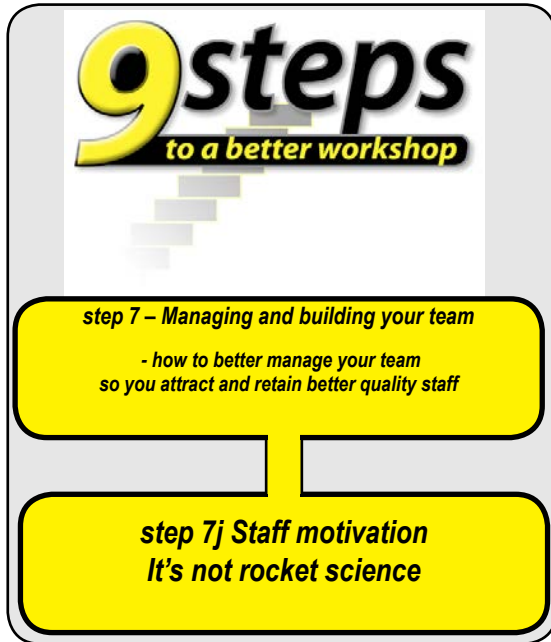 9steps
to a better workshop
step 7 – Managing and building your team
- how to better manage your team
so you attract and retain better quality staff
step 7j Staff motivation
It's not rocket science